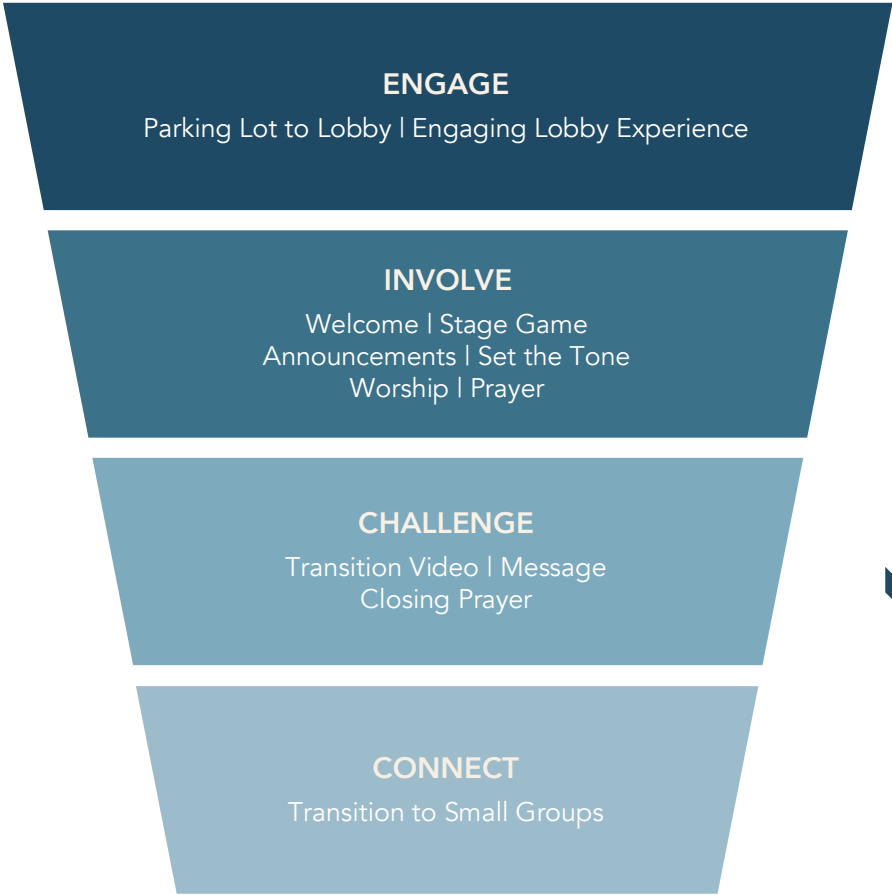 ENGAGE
Parking Lot to Lobby | Engaging Lobby Experience
INVOLVE
Welcome | Stage Game
Announcements | Set the Tone
Worship | Prayer
CHALLENGE
Transition Video | Message
Closing Prayer
CONNECT
Transition to Small Groups